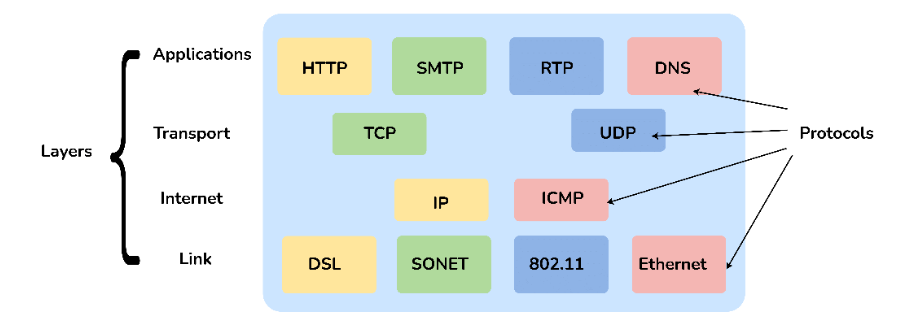 Applications
HTTP
SMTP
RTP
DNS
Transport
TCP
UDP
Protocols
Layers
Internet
IP
ICMP
Link
DSL
SONET
802.11
Ethernet